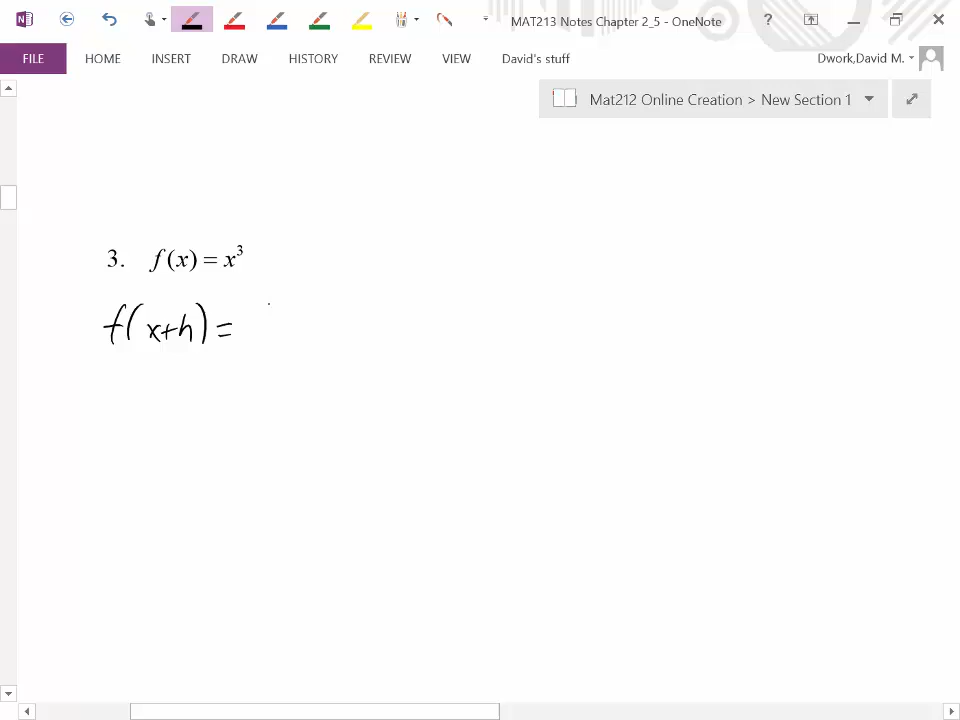 MAT213 Notes Chapter 2_5 - OneNote
?
FILE HOME INSERT DRAW HISTORY REVIEW VIEW David's stuff Dwork,David M.
Mat212 Online Creation > New Section 1
3. f(x) = x³
f(x+h) =